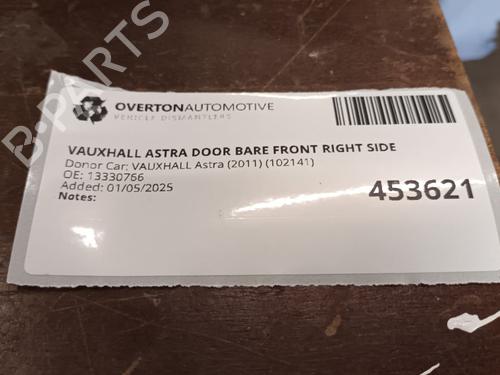 B-PARTS
OVERTONAUTOMOTIVE
VEHICLE DISMANTLERS
VAUXHALL ASTRA DOOR BARE FRONT RIGHT SIDE
Donor Car: VAUXHALL Astra (2011) (102141)
OE: 13330766
Added: 01/05/2025
Notes:
453621